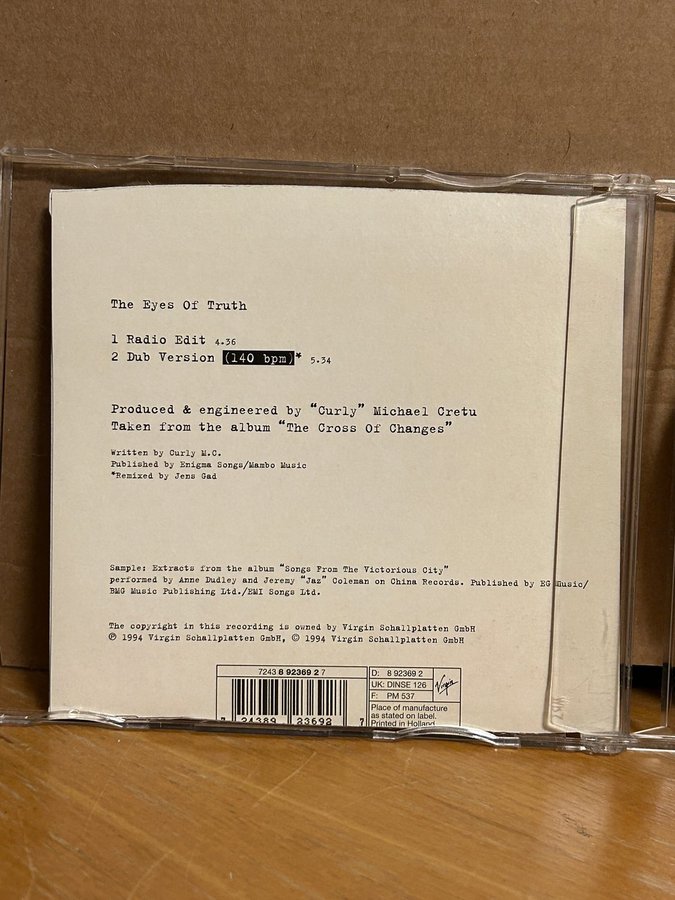 The Eyes Of Truth
1 Radio Edit 4.36
2 Dub Version (140 bpm)* 5.34
Produced & engineered by “Curly” Michael Cretu
Taken from the album “The Cross Of Changes”
Written by Curly M.C.
Published by Enigma Songs/Mambo Music
*Remixed by Jens Gad
Sample: Extracts from the album “Songs From The Victorious City”
performed by Anne Dudley and Jeremy “Jaz” Coleman on China Records. Published by EG Music/
BMG Music Publishing Ltd./EMI Songs Ltd.
The copyright in this recording is owned by Virgin Schallplatten GmbH
℗ 1994 Virgin Schallplatten GmbH, © 1994 Virgin Schallplatten GmbH
7243 8 92369 2 7
7 24389 23692 7
D: 8 92369 2
UK: DINSE 126
F: PM 537
Virgin
Place of manufacture
as stated on label.
Printed in Holland